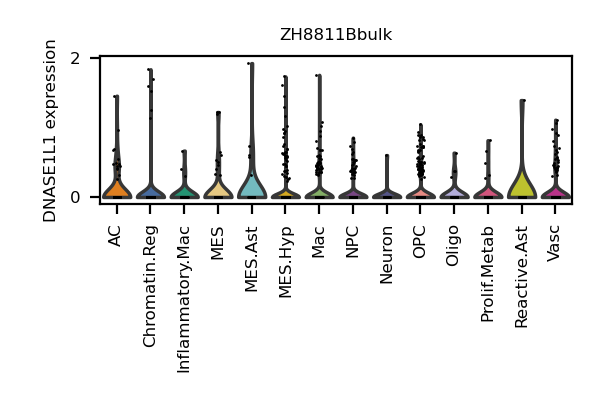 ZH8811Bbulk
DNASE1L1 expression
2
0
AC
Chromatin.Reg
Inflammatory.Mac
MES
MES.Ast
MES.Hyp
Mac
NPC
Neuron
OPC
Oligo
Prolif.Metab
Reactive.Ast
Vasc